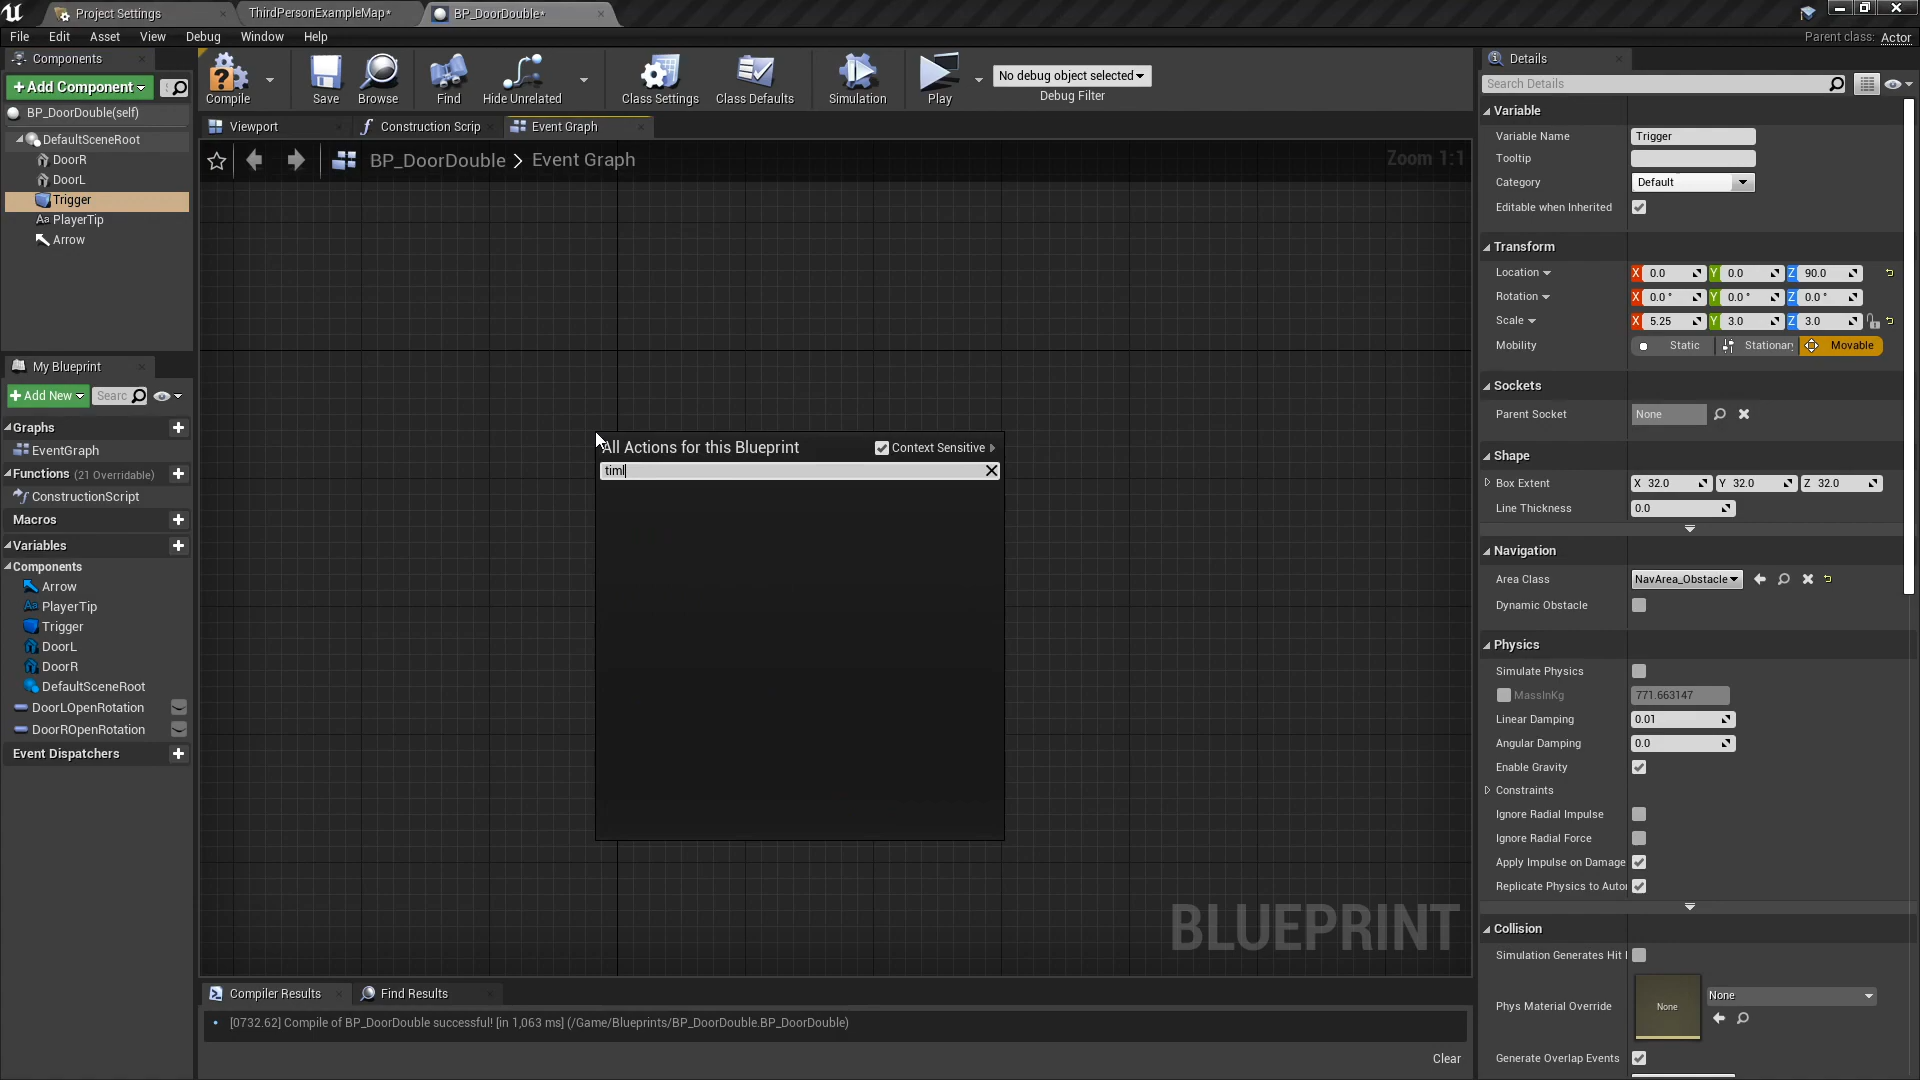 Project Settings
ThirdPersonExampleMap*
BP_DoorDouble*
File Edit Asset View Debug Window Help
Parent class: Actor
Components
+ Add Component
BP_DoorDouble(self)
DefaultSceneRoot
DoorR
DoorL
Trigger
PlayerTip
Arrow
My Blueprint
+ Add New
Searc
Graphs
EventGraph
Functions (21 Overridable)
ConstructionScript
Macros
Variables
Components
Arrow
PlayerTip
Trigger
DoorL
DoorR
DefaultSceneRoot
DoorLOpenRotation
DoorROpenRotation
Event Dispatchers
Compile Save Browse Find Hide Unrelated Class Settings Class Defaults Simulation Play
No debug object selected
Debug Filter
Viewport
Construction Scrip
Event Graph
BP_DoorDouble > Event Graph
Zoom 1:1
All Actions for this Blueprint
Context Sensitive
timl
BLUEPRINT
Compiler Results
Find Results
[0732.62] Compile of BP_DoorDouble successful! [in 1,063 ms] (/Game/Blueprints/BP_DoorDouble.BP_DoorDouble)
Clear
Details
Search Details
Variable
Variable Name Trigger
Tooltip
Category Default
Editable when Inherited
Transform
Location X 0.0 Y 0.0 Z 90.0
Rotation X 0.0 ° Y 0.0 ° Z 0.0 °
Scale X 5.25 Y 3.0 Z 3.0
Mobility Static Stationar Movable
Sockets
Parent Socket None
Shape
Box Extent X 32.0 Y 32.0 Z 32.0
Line Thickness 0.0
Navigation
Area Class NavArea_Obstacle
Dynamic Obstacle
Physics
Simulate Physics
MassInKg 771.663147
Linear Damping 0.01
Angular Damping 0.0
Enable Gravity
Constraints
Ignore Radial Impulse
Ignore Radial Force
Apply Impulse on Damage
Replicate Physics to Auto
Collision
Simulation Generates Hit
Phys Material Override None None
Generate Overlap Events